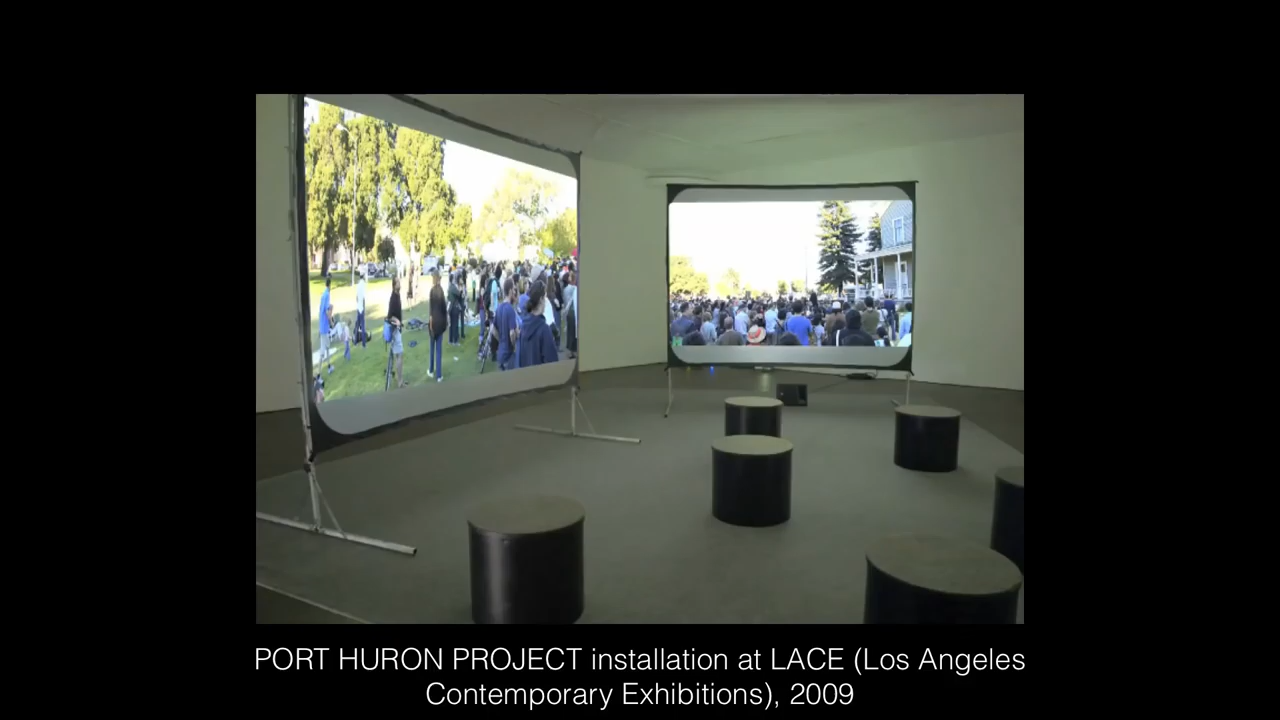 PORT HURON PROJECT installation at LACE (Los Angeles
Contemporary Exhibitions), 2009